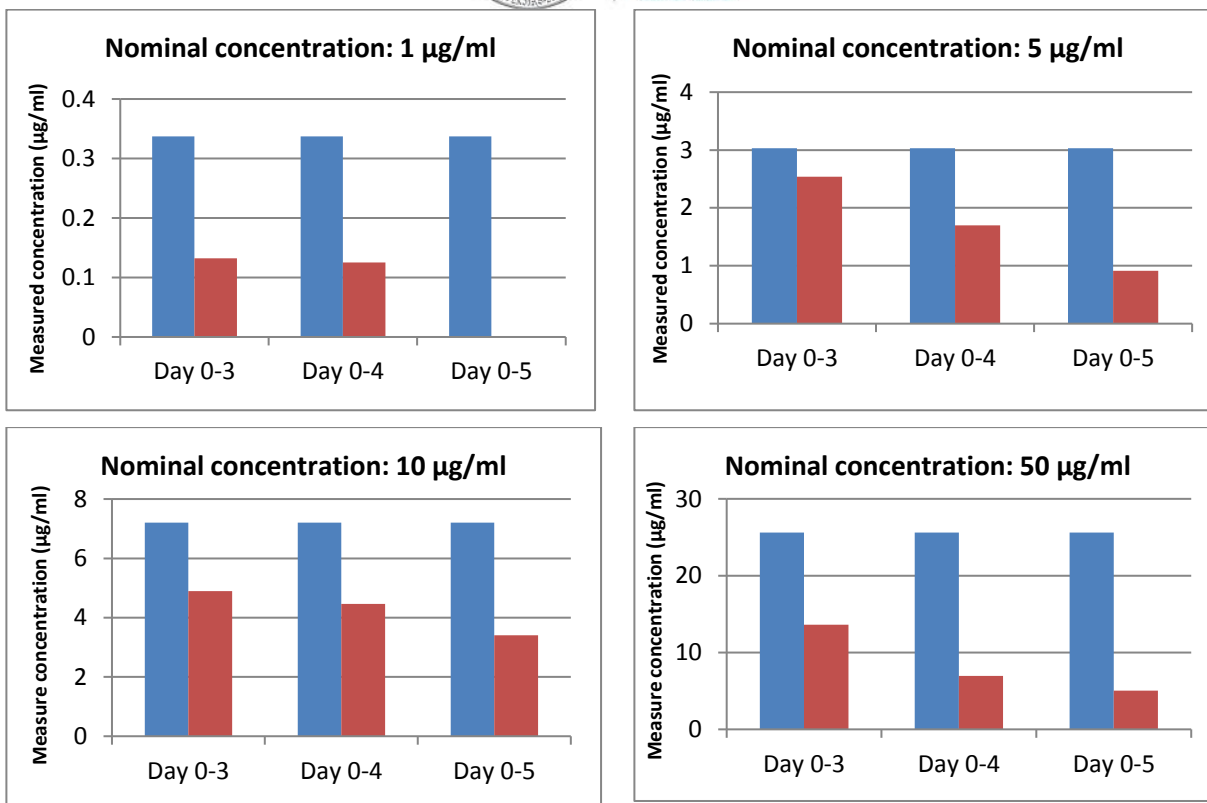 Nominal concentration: 1 µg/ml
Measured concentration (µg/ml)
0.4
0.3
0.2
0.1
0
Day 0-3 Day 0-4 Day 0-5
Nominal concentration: 5 µg/ml
Measured concentration (µg/ml)
4
3
2
1
0
Day 0-3 Day 0-4 Day 0-5
Nominal concentration: 10 µg/ml
Measure concentration (µg/ml)
8
6
4
2
0
Day 0-3 Day 0-4 Day 0-5
Nominal concentration: 50 µg/ml
Measure concentration (µg/ml)
30
20
10
0
Day 0-3 Day 0-4 Day 0-5